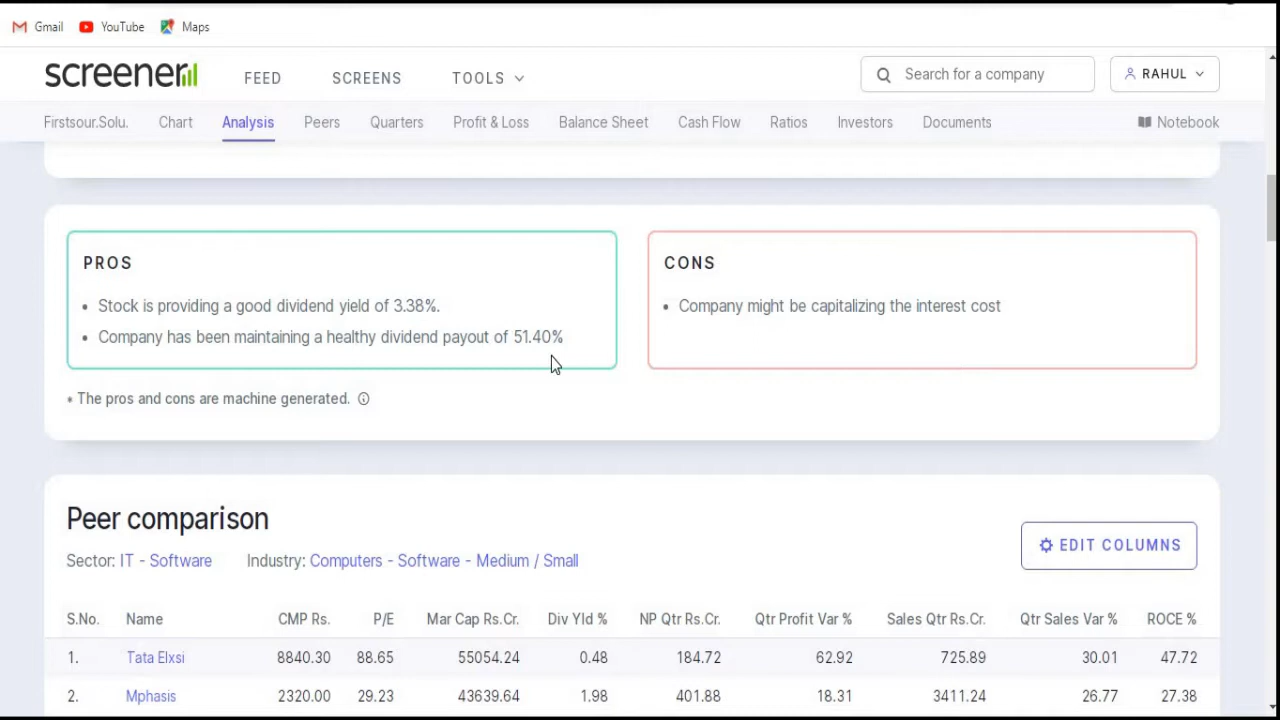 Gmail YouTube Maps
screener FEED SCREENS TOOLS Search for a company RAHUL
Firstsour.Solu. Chart Analysis Peers Quarters Profit & Loss Balance Sheet Cash Flow Ratios Investors Documents Notebook
PROS
• Stock is providing a good dividend yield of 3.38%.
• Company has been maintaining a healthy dividend payout of 51.40%
CONS
• Company might be capitalizing the interest cost
* The pros and cons are machine generated.
Peer comparison
Sector: IT - Software Industry: Computers - Software - Medium / Small
EDIT COLUMNS
S.No. Name CMP Rs. P/E Mar Cap Rs.Cr. Div Yld % NP Qtr Rs.Cr. Qtr Profit Var % Sales Qtr Rs.Cr. Qtr Sales Var % ROCE %
1. Tata Elxsi 8840.30 88.65 55054.24 0.48 184.72 62.92 725.89 30.01 47.72
2. Mphasis 2320.00 29.23 43639.64 1.98 401.88 18.31 3411.24 26.77 27.38